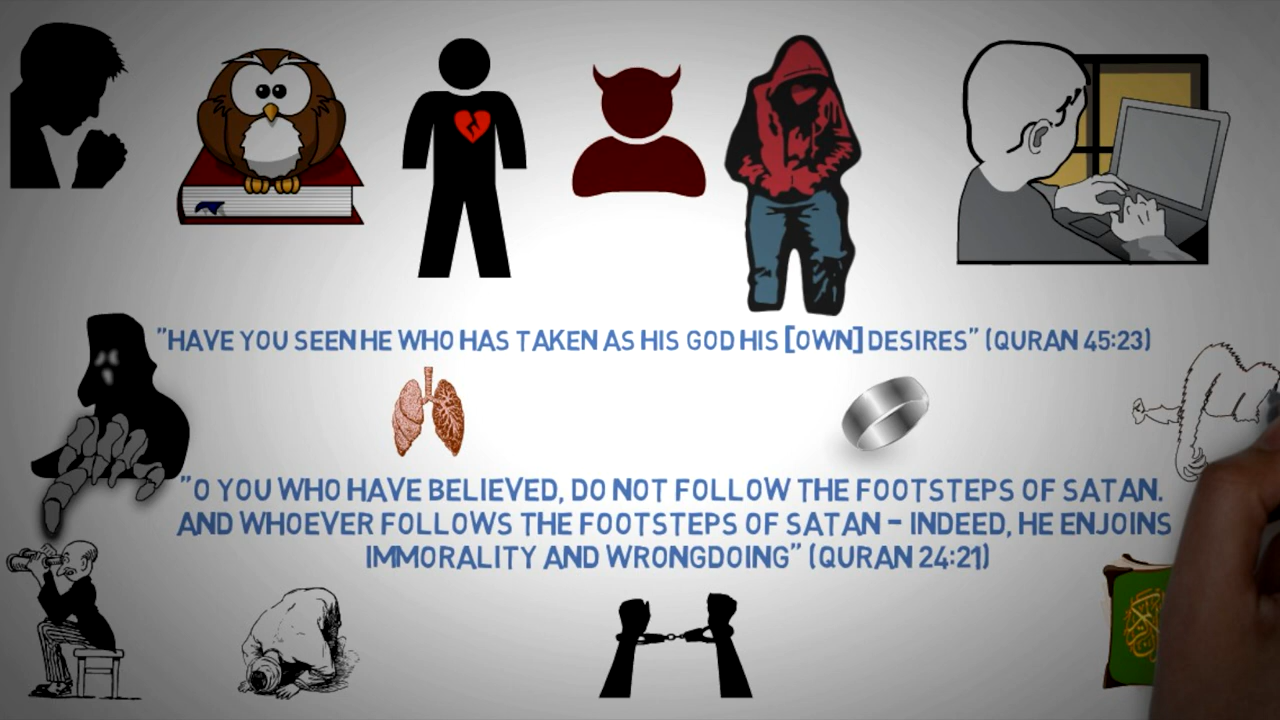 "HAVE YOU SEEN HE WHO HAS TAKEN AS HIS GOD HIS [OWN] DESIRES" (QURAN 45:23)
"O YOU WHO HAVE BELIEVED, DO NOT FOLLOW THE FOOTSTEPS OF SATAN.
AND WHOEVER FOLLOWS THE FOOTSTEPS OF SATAN - INDEED, HE ENJOINS
IMMORALITY AND WRONGDOING" (QURAN 24:21)